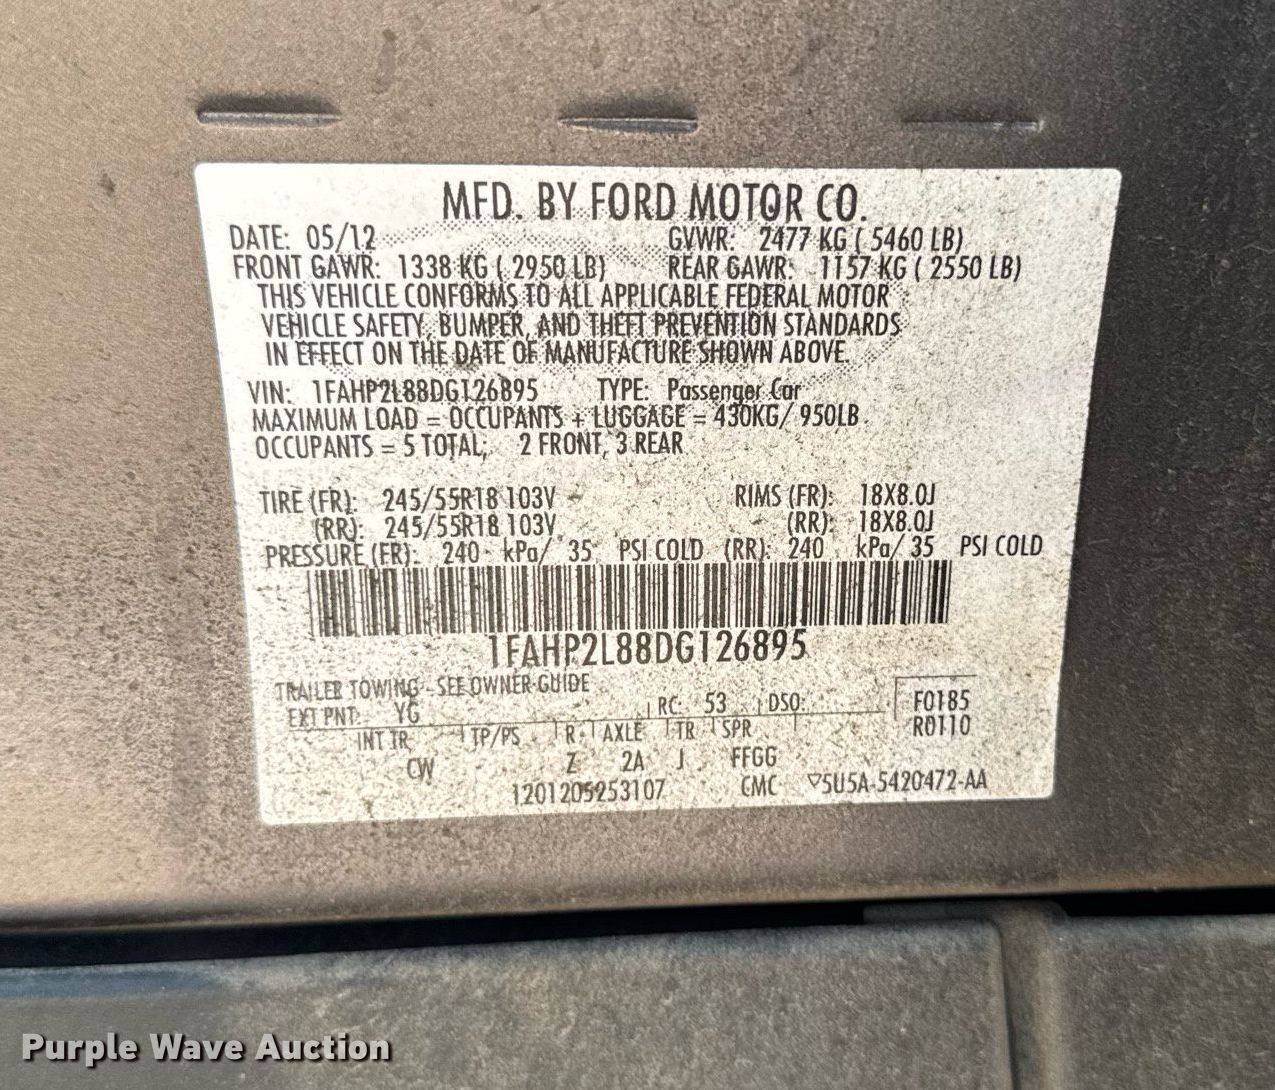 MFD. BY FORD MOTOR CO.
DATE: 05/12 GVWR: 2477 KG ( 5460 LB)
FRONT GAWR: 1338 KG ( 2950 LB) REAR GAWR: 1157 KG ( 2550 LB)
THIS VEHICLE CONFORMS TO ALL APPLICABLE FEDERAL MOTOR
VEHICLE SAFETY, BUMPER, AND THEFT PREVENTION STANDARDS
IN EFFECT ON THE DATE OF MANUFACTURE SHOWN ABOVE.
VIN: 1FAHP2L88DG126895 TYPE: Passenger Car
MAXIMUM LOAD = OCCUPANTS + LUGGAGE = 430KG/ 950LB
OCCUPANTS = 5 TOTAL; 2 FRONT, 3 REAR
TIRE (FR): 245/55R18 103V RIMS (FR): 18X8.0J
(RR): 245/55R18 103V (RR): 18X8.0J
PRESSURE (FR): 240 kPa/ 35 PSI COLD (RR): 240 kPa/ 35 PSI COLD
1FAHP2L88DG126895
TRAILER TOWING - SEE OWNER GUIDE
EXT PNT: YG RC: 53 DSO: F0185
R0110
INT TR TP/PS R AXLE TR SPR
CW Z 2A J FFGG
1201205253107 CMC ▽5U5A-5420472-AA
Purple Wave Auction